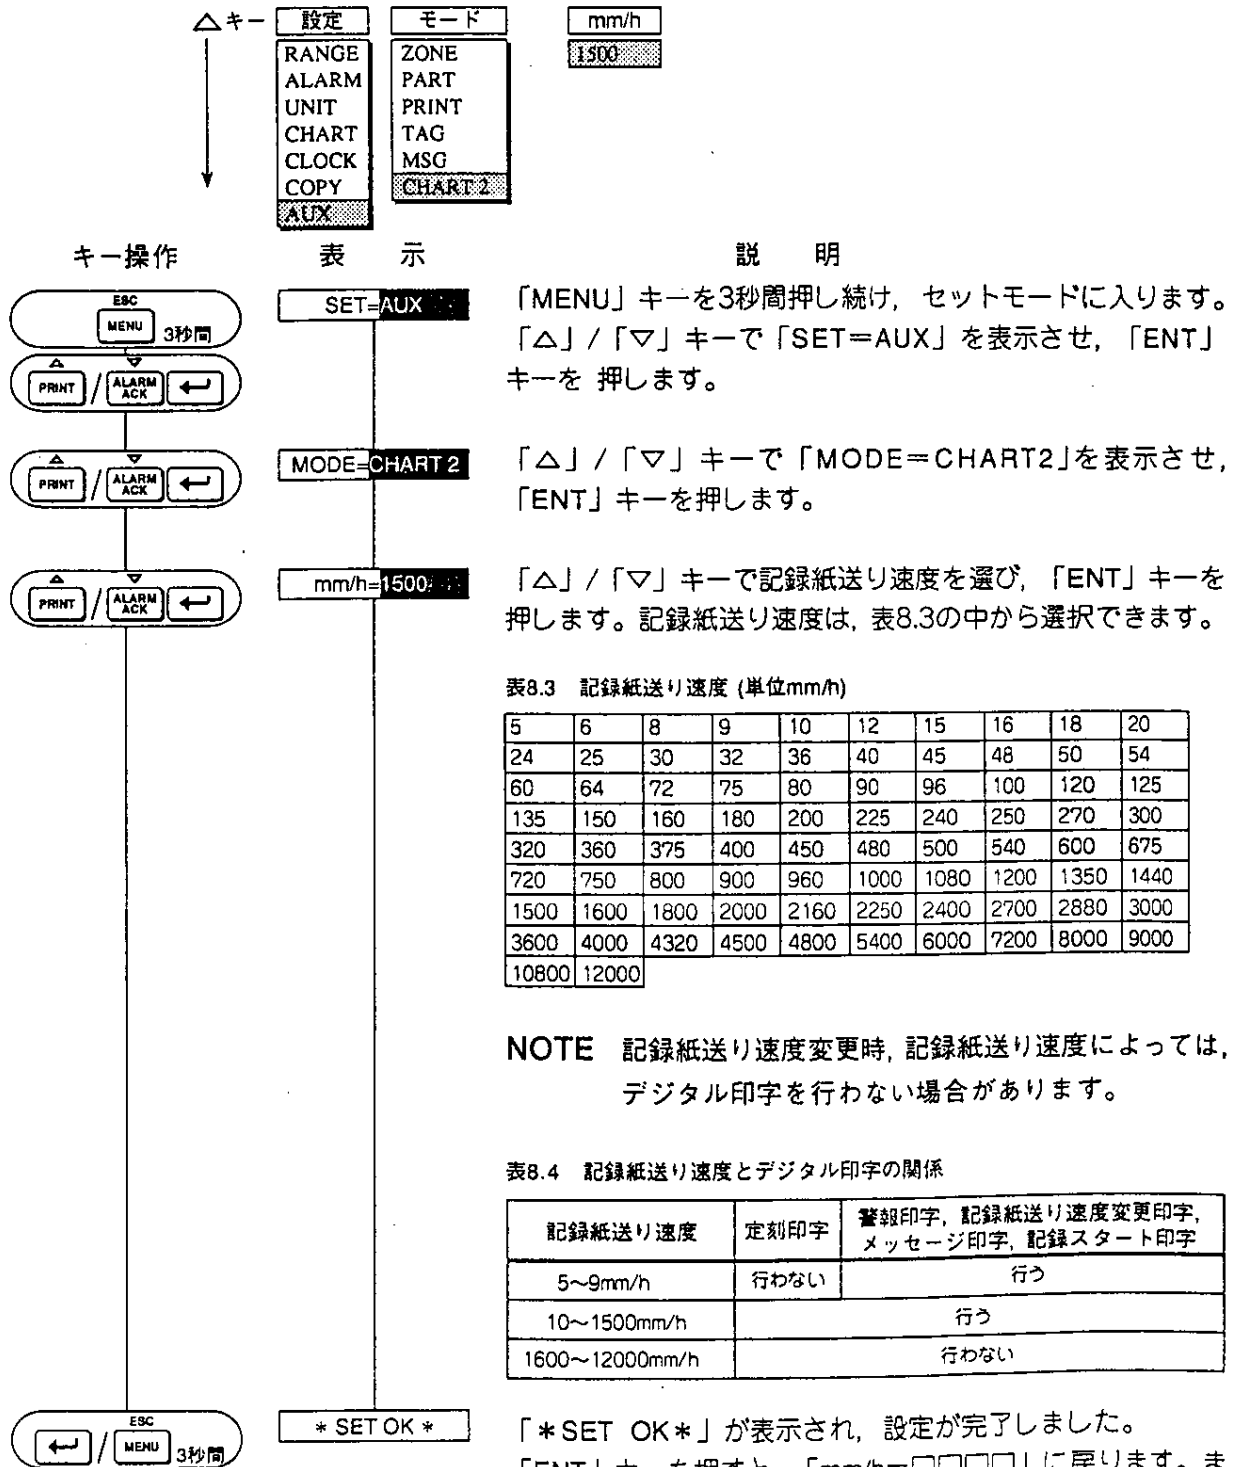 △キー 設定 モード mm/h
RANGE ZONE 1500
ALARM PART
UNIT PRINT
CHART TAG
CLOCK MSG
COPY CHART 2
AUX
キー操作 表 示 説 明
ESC
MENU 3秒間
SET=AUX
「MENU」キーを3秒間押し続け, セットモードに入ります。
「△」/「▽」キーで「SET=AUX」を表示させ, 「ENT」
キーを 押します。
△ ▽
PRINT / ALARM ACK ↵
△ ▽
PRINT / ALARM ACK ↵
MODE=CHART 2
「△」/「▽」キーで「MODE=CHART2」を表示させ,
「ENT」キーを押します。
△ ▽
PRINT / ALARM ACK ↵
mm/h=1500
「△」/「▽」キーで記録紙送り速度を選び, 「ENT」キーを
押します。記録紙送り速度は, 表8.3の中から選択できます。
表8.3 記録紙送り速度 (単位mm/h)
5 6 8 9 10 12 15 16 18 20
24 25 30 32 36 40 45 48 50 54
60 64 72 75 80 90 96 100 120 125
135 150 160 180 200 225 240 250 270 300
320 360 375 400 450 480 500 540 600 675
720 750 800 900 960 1000 1080 1200 1350 1440
1500 1600 1800 2000 2160 2250 2400 2700 2880 3000
3600 4000 4320 4500 4800 5400 6000 7200 8000 9000
10800 12000
NOTE 記録紙送り速度変更時, 記録紙送り速度によっては,
デジタル印字を行わない場合があります。
表8.4 記録紙送り速度とデジタル印字の関係
記録紙送り速度 定刻印字 警報印字, 記録紙送り速度変更印字,
メッセージ印字, 記録スタート印字
5〜9mm/h 行わない 行う
10〜1500mm/h 行う
1600〜12000mm/h 行わない
ESC
↵ / MENU 3秒間
* SET OK *
「*SET OK*」が表示され, 設定が完了しました。
「ENT」キーを押すと, 「mm/h=□□□□」に戻ります。ま